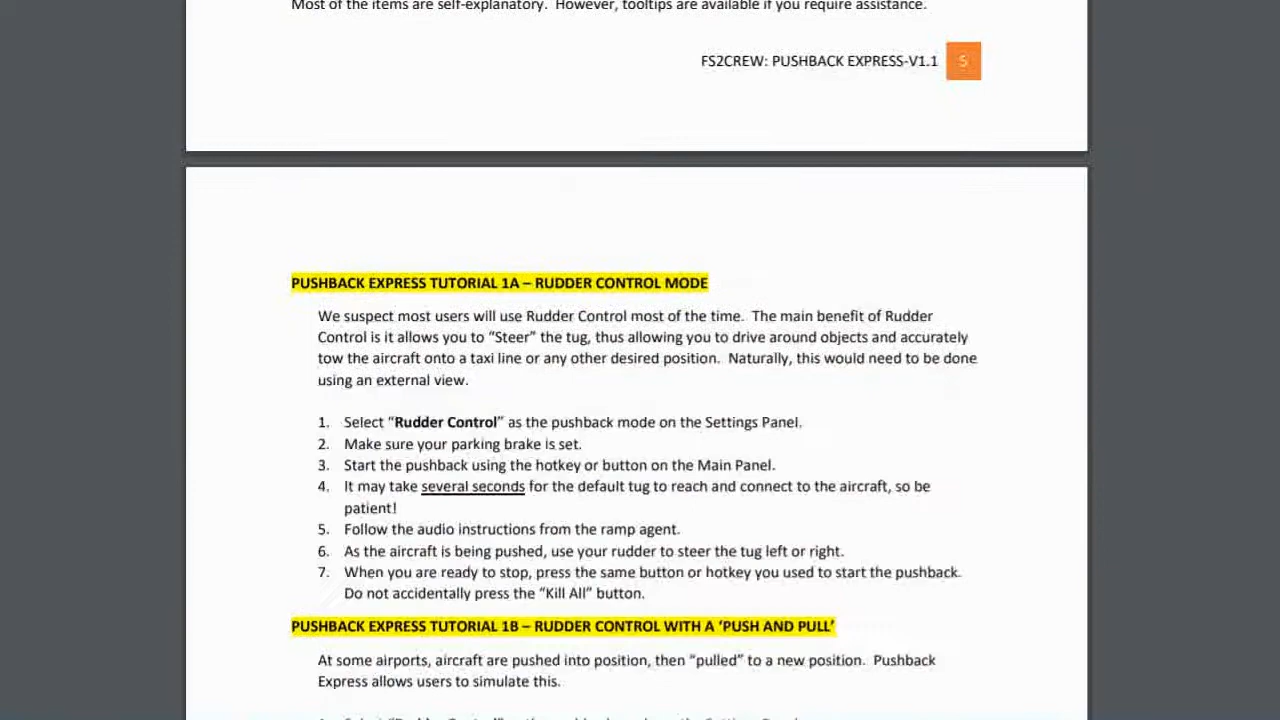 Most of the items are self-explanatory.  However, tooltips are available if you require assistance.
FS2CREW: PUSHBACK EXPRESS-V1.1 5
PUSHBACK EXPRESS TUTORIAL 1A – RUDDER CONTROL MODE
We suspect most users will use Rudder Control most of the time.  The main benefit of Rudder
Control is it allows you to “Steer” the tug, thus allowing you to drive around objects and accurately
tow the aircraft onto a taxi line or any other desired position.  Naturally, this would need to be done
using an external view.
1. Select “Rudder Control” as the pushback mode on the Settings Panel.
2. Make sure your parking brake is set.
3. Start the pushback using the hotkey or button on the Main Panel.
4. It may take several seconds for the default tug to reach and connect to the aircraft, so be
patient!
5. Follow the audio instructions from the ramp agent.
6. As the aircraft is being pushed, use your rudder to steer the tug left or right.
7. When you are ready to stop, press the same button or hotkey you used to start the pushback.
Do not accidentally press the “Kill All” button.
PUSHBACK EXPRESS TUTORIAL 1B – RUDDER CONTROL WITH A ‘PUSH AND PULL’
At some airports, aircraft are pushed into position, then “pulled” to a new position.  Pushback
Express allows users to simulate this.